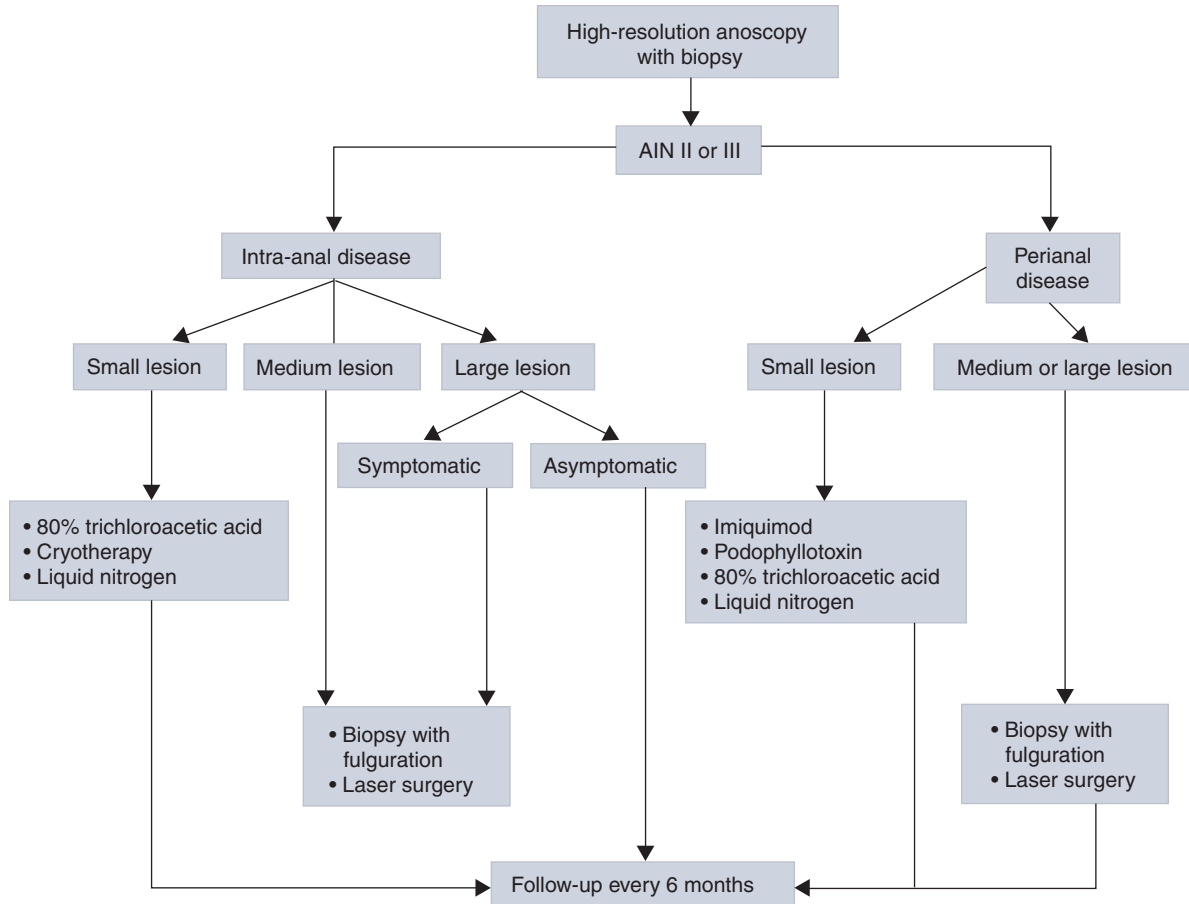 High-resolution anoscopy
with biopsy
AIN II or III
Intra-anal disease
Perianal
disease
Small lesion
Medium lesion
Large lesion
Small lesion
Medium or large lesion
Symptomatic
Asymptomatic
• 80% trichloroacetic acid
• Cryotherapy
• Liquid nitrogen
• Imiquimod
• Podophyllotoxin
• 80% trichloroacetic acid
• Liquid nitrogen
• Biopsy with
fulguration
• Laser surgery
• Biopsy with
fulguration
• Laser surgery
Follow-up every 6 months